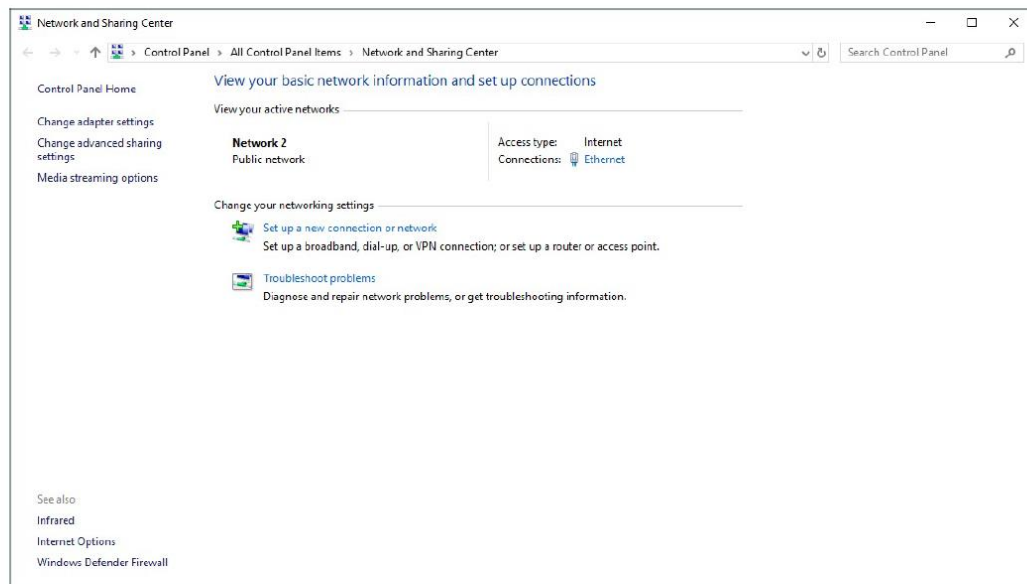 Network and Sharing Center
Control Panel > All Control Panel Items > Network and Sharing Center
Search Control Panel
Control Panel Home
Change adapter settings
Change advanced sharing
settings
Media streaming options
View your basic network information and set up connections
View your active networks
Network 2
Public network
Access type: Internet
Connections: Ethernet
Change your networking settings
Set up a new connection or network
Set up a broadband, dial-up, or VPN connection; or set up a router or access point.
Troubleshoot problems
Diagnose and repair network problems, or get troubleshooting information.
See also
Infrared
Internet Options
Windows Defender Firewall